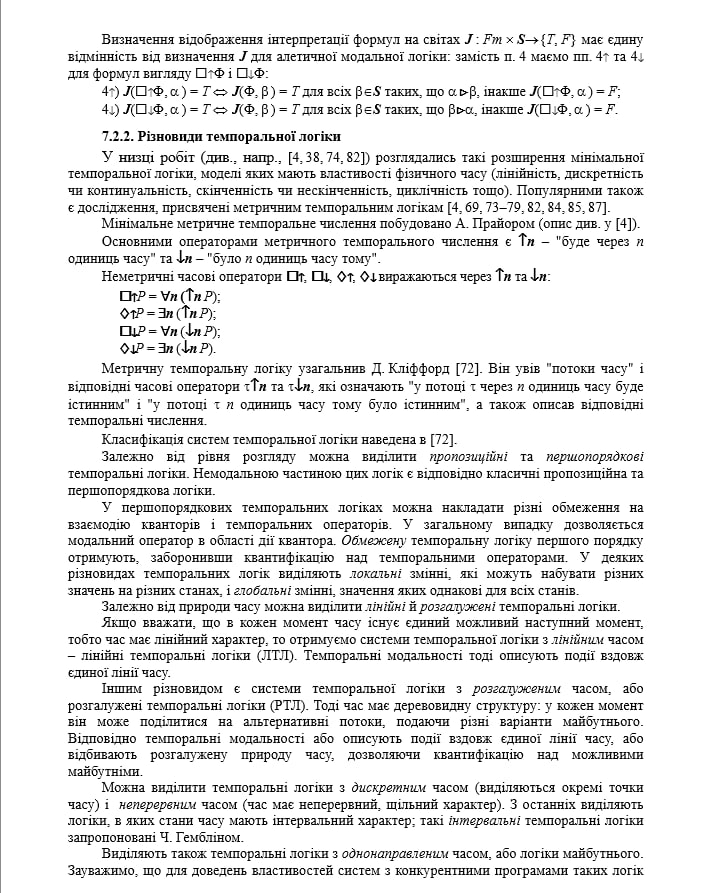 Визначення відображення інтерпретації формул на світах J : Fm × S→{T, F} має єдину
відмінність від визначення J для алетичної модальної логіки: замість п. 4 маємо пп. 4↑ та 4↓
для формул вигляду □↑Φ і □↓Φ:
4↑) J(□↑Φ, α ) = T ⇔ J(Φ, β ) = T для всіх β∈S таких, що α ⊳β, інакше J(□↑Φ, α ) = F;
4↓) J(□↓Φ, α ) = T ⇔ J(Φ, β ) = T для всіх β∈S таких, що β⊳α, інакше J(□↓Φ, α ) = F.
7.2.2. Різновиди темпоральної логіки
У низці робіт (див., напр., [4, 38, 74, 82]) розглядались такі розширення мінімальної
темпоральної логіки, моделі яких мають властивості фізичного часу (лінійність, дискретність
чи континуальність, скінченність чи нескінченність, циклічність тощо). Популярними також
є дослідження, присвячені метричним темпоральним логікам [4, 69, 73–79, 82, 84, 85, 87].
Мінімальне метричне темпоральне числення побудовано А. Прайором (опис див. у [4]).
Основними операторами метричного темпорального числення є ↑n – "буде через n
одиниць часу" та ↓n – "було n одиниць часу тому".
Неметричні часові оператори □↑, □↓, ◊↑, ◊↓ виражаються через ↑n та ↓n:
□↑P = ∀n (↑n P);
◊↑P = ∃n (↑n P);
□↓P = ∀n (↓n P);
◊↓P = ∃n (↓n P).
Метричну темпоральну логіку узагальнив Д. Кліффорд [72]. Він увів "потоки часу" і
відповідні часові оператори τ↑n та τ↓n, які означають "у потоці τ через n одиниць часу буде
істинним" і "у потоці τ n одиниць часу тому було істинним", а також описав відповідні
темпоральні числення.
Класифікація систем темпоральної логіки наведена в [72].
Залежно від рівня розгляду можна виділити пропозиційні та першопорядкові
темпоральні логіки. Немодальною частиною цих логік є відповідно класичні пропозиційна та
першопорядкова логіки.
У першопорядкових темпоральних логіках можна накладати різні обмеження на
взаємодію кванторів і темпоральних операторів. У загальному випадку дозволяється
модальний оператор в області дії квантора. Обмежену темпоральну логіку першого порядку
отримують, заборонивши квантифікацію над темпоральними операторами. У деяких
різновидах темпоральних логік виділяють локальні змінні, які можуть набувати різних
значень на різних станах, і глобальні змінні, значення яких однакові для всіх станів.
Залежно від природи часу можна виділити лінійні й розгалужені темпоральні логіки.
Якщо вважати, що в кожен момент часу існує єдиний можливий наступний момент,
тобто час має лінійний характер, то отримуємо системи темпоральної логіки з лінійним часом
– лінійні темпоральні логіки (ЛТЛ). Темпоральні модальності тоді описують події вздовж
єдиної лінії часу.
Іншим різновидом є системи темпоральної логіки з розгалуженим часом, або
розгалужені темпоральні логіки (РТЛ). Тоді час має деревовидну структуру: у кожен момент
він може поділитися на альтернативні потоки, подаючи різні варіанти майбутнього.
Відповідно темпоральні модальності або описують події вздовж єдиної лінії часу, або
відбивають розгалужену природу часу, дозволяючи квантифікацію над можливими
майбутніми.
Можна виділити темпоральні логіки з дискретним часом (виділяються окремі точки
часу) і неперервним часом (час має неперервний, щільний характер). З останніх виділяють
логіки, в яких стани часу мають інтервальний характер; такі інтервальні темпоральні логіки
запропоновані Ч. Гембліном.
Виділяють також темпоральні логіки з однонаправленим часом, або логіки майбутнього.
Зауважимо, що для доведень властивостей систем з конкурентними програмами таких логік